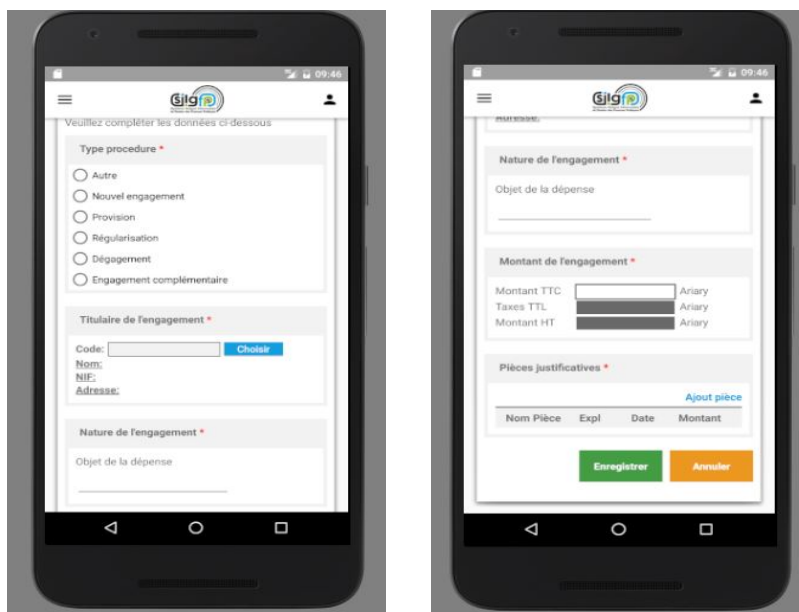 09:46
SJIGFP
Veuillez compléter les données ci-dessous
Type procedure *
Autre
Nouvel engagement
Provision
Régularisation
Dégagement
Engagement complémentaire
Titulaire de l'engagement *
Code: Choisir
Nom:
NIF:
Adresse:
Nature de l'engagement *
Objet de la dépense
09:46
Adresse:
Nature de l'engagement *
Objet de la dépense
Montant de l'engagement *
Montant TTC Ariary
Taxes TTL Ariary
Montant HT Ariary
Pièces justificatives *
Ajout pièce
Nom Pièce Expl Date Montant
Enregistrer Annuler